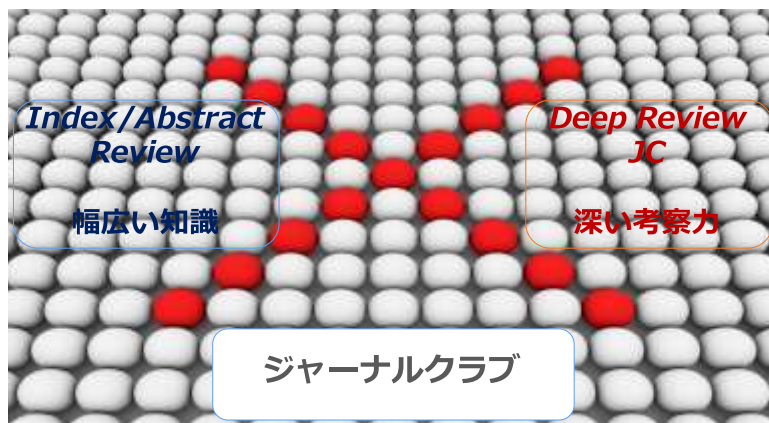 Index/Abstract
Review
幅広い知識
Deep Review
JC
深い考察力
ジャーナルクラブ